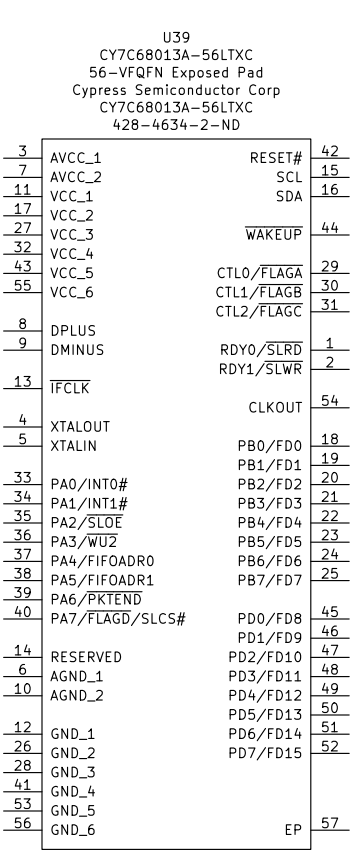 U39
CY7C68013A-56LTXC
56-VFQFN Exposed Pad
Cypress Semiconductor Corp
CY7C68013A-56LTXC
428-4634-2-ND
3 AVCC_1 RESET# 42
7 AVCC_2 SCL 15
11 VCC_1 SDA 16
17 VCC_2
27 VCC_3 WAKEUP 44
32 VCC_4
43 VCC_5 CTL0/FLAGA 29
55 VCC_6 CTL1/FLAGB 30
CTL2/FLAGC 31
8 DPLUS
9 DMINUS RDY0/SLRD 1
RDY1/SLWR 2
13 IFCLK
CLKOUT 54
4 XTALOUT
5 XTALIN PB0/FD0 18
PB1/FD1 19
33 PA0/INT0# PB2/FD2 20
34 PA1/INT1# PB3/FD3 21
35 PA2/SLOE PB4/FD4 22
36 PA3/WU2 PB5/FD5 23
37 PA4/FIFOADR0 PB6/FD6 24
38 PA5/FIFOADR1 PB7/FD7 25
39 PA6/PKTEND
40 PA7/FLAGD/SLCS# PD0/FD8 45
PD1/FD9 46
14 RESERVED PD2/FD10 47
6 AGND_1 PD3/FD11 48
10 AGND_2 PD4/FD12 49
PD5/FD13 50
12 GND_1 PD6/FD14 51
26 GND_2 PD7/FD15 52
28 GND_3
41 GND_4
53 GND_5
56 GND_6 EP 57